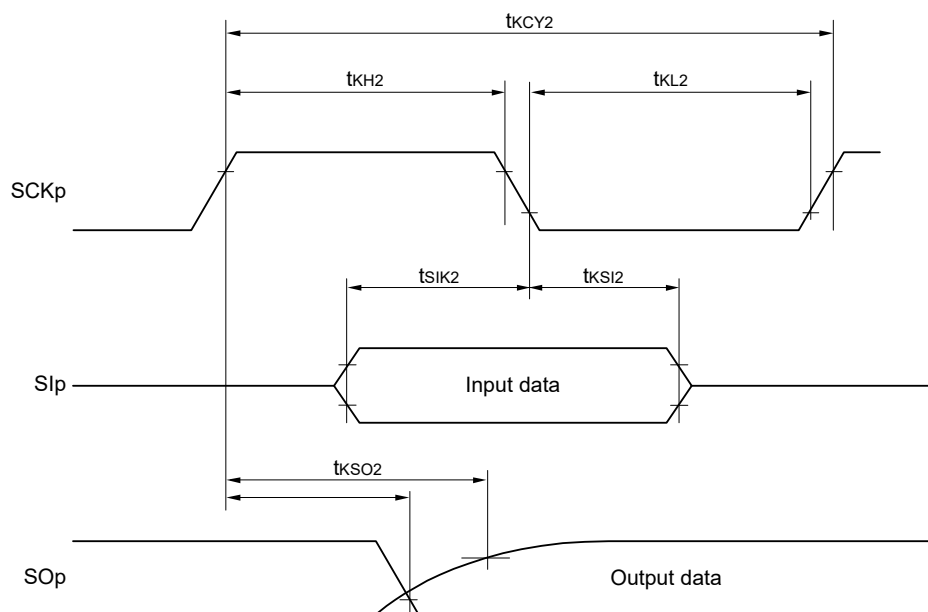 tKCY2
tKH2
tKL2
SCKp
tSIK2
tKSI2
SIp
Input data
tKSO2
SOp
Output data